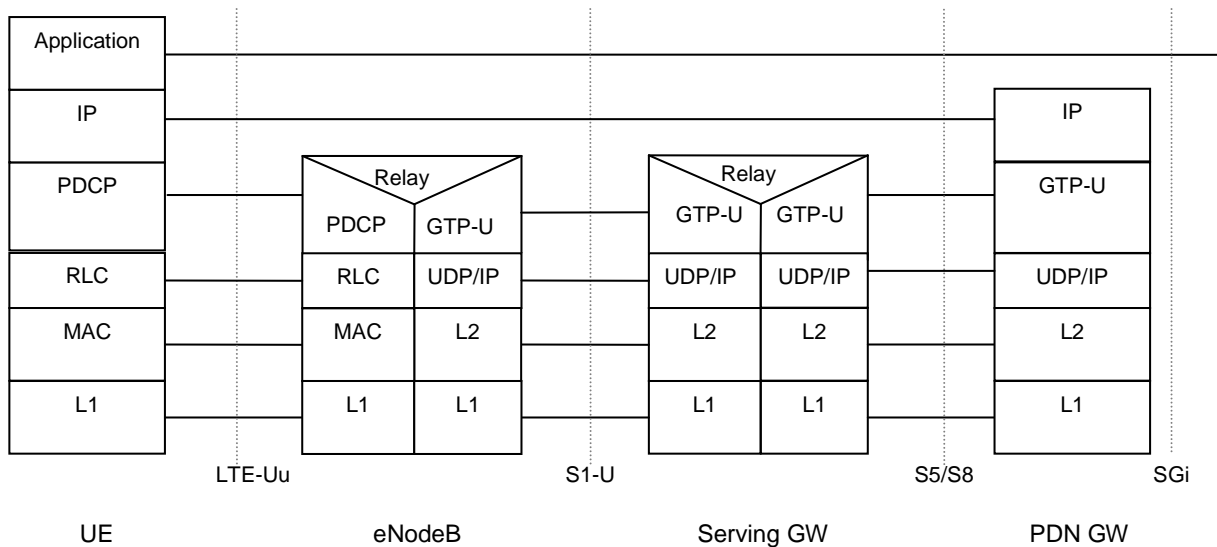 Application
IP
IP
PDCP
Relay
Relay
GTP-U
PDCP
GTP-U
GTP-U
GTP-U
RLC
RLC
UDP/IP
UDP/IP
UDP/IP
UDP/IP
MAC
MAC
L2
L2
L2
L2
L1
L1
L1
L1
L1
L1
LTE-Uu
S1-U
S5/S8
SGi
UE
eNodeB
Serving GW
PDN GW